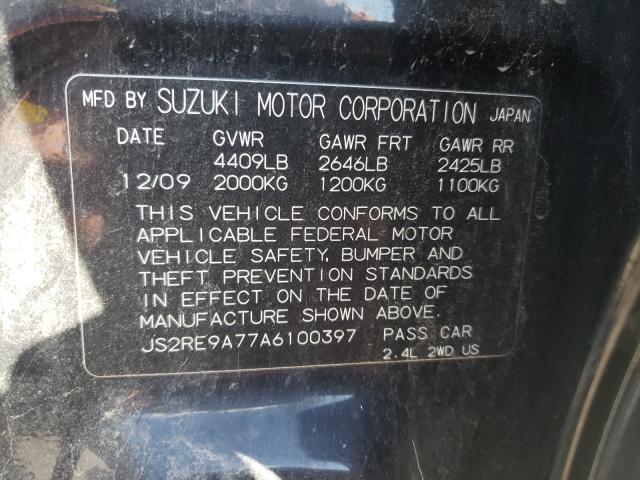 MFD BY SUZUKI MOTOR CORPORATION JAPAN
DATE GVWR GAWR FRT GAWR RR
4409LB 2646LB 2425LB
12/09 2000KG 1200KG 1100KG
THIS VEHICLE CONFORMS TO ALL
APPLICABLE FEDERAL MOTOR
VEHICLE SAFETY, BUMPER AND
THEFT PREVENTION STANDARDS
IN EFFECT ON THE DATE OF
MANUFACTURE SHOWN ABOVE.
JS2RE9A77A6100397 PASS CAR
2.4L 2WD US